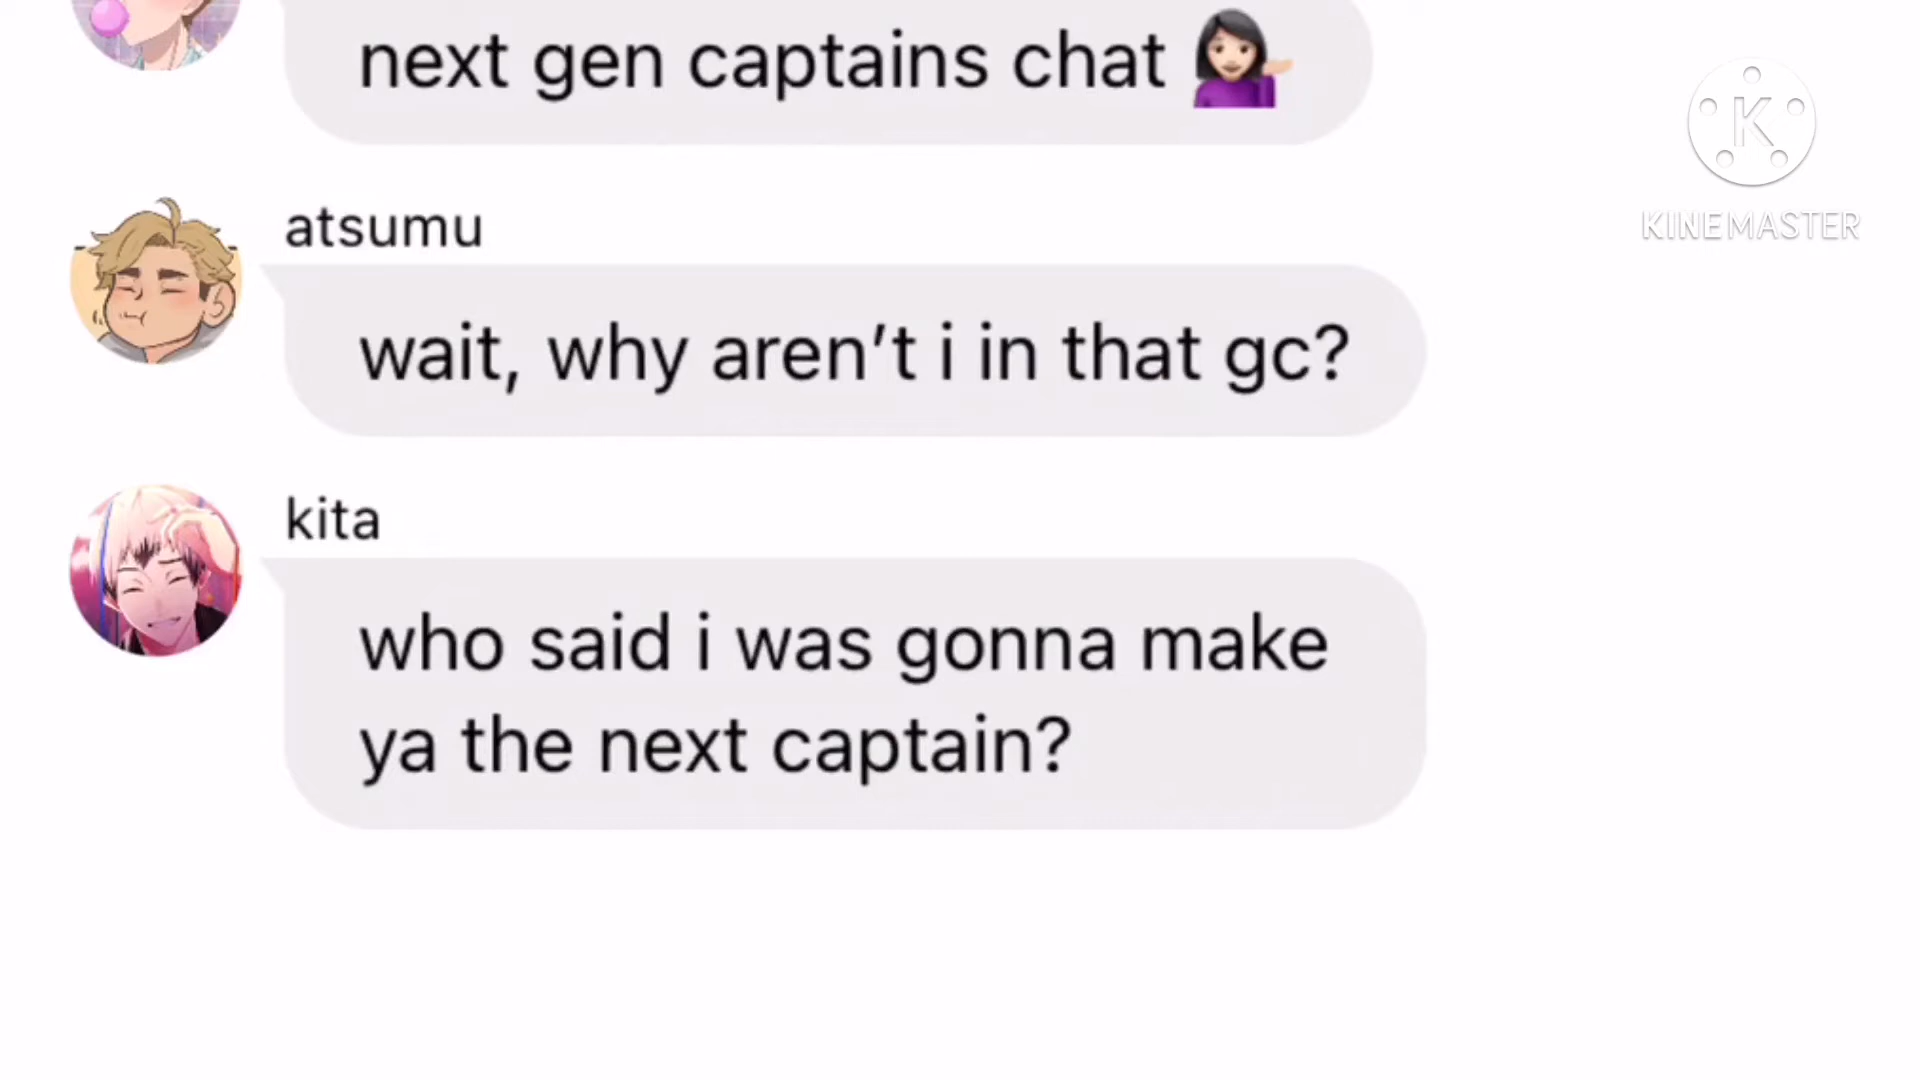 next gen captains chat 💁🏻‍♀️
K
KINEMASTER
atsumu
wait, why aren’t i in that gc?
kita
who said i was gonna make
ya the next captain?